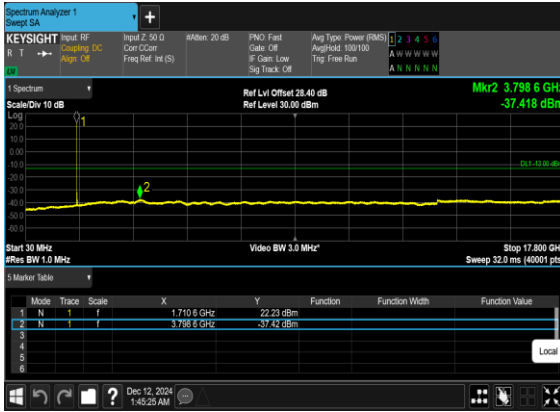 Spectrum Analyzer 1
Swept SA
+
KEYSIGHT Input: RF Input Z: 50 Ω #Atten: 20 dB PNO: Fast Avg Type: Power (RMS) 1 2 3 4 5 6
R T Coupling: DC Corr CCorr Gate: Off Avg|Hold: 100/100 A W W W W W
Align: Off Freq Ref: Int (S) IF Gain: Low Trig: Free Run
Sig Track: Off A N N N N N
1 Spectrum
Ref Lvl Offset 28.40 dB Mkr2 3.798 6 GHz
Scale/Div 10 dB Ref Level 30.00 dBm -37.418 dBm
Log
20.0
10.0
0.00
-10.0
-20.0
-30.0
-40.0
-50.0
-60.0
1
DL1 -13.00 dBm
2
Start 30 MHz Video BW 3.0 MHz* Stop 17.800 GH
#Res BW 1.0 MHz Sweep 32.0 ms (40001 pts
5 Marker Table
Mode Trace Scale X Y Function Function Width Function Value
1 N 1 f 1.710 6 GHz 22.23 dBm
2 N 1 f 3.798 6 GHz -37.42 dBm
3
4
5
6
Local
? Dec 12, 2024
1:45:25 AM